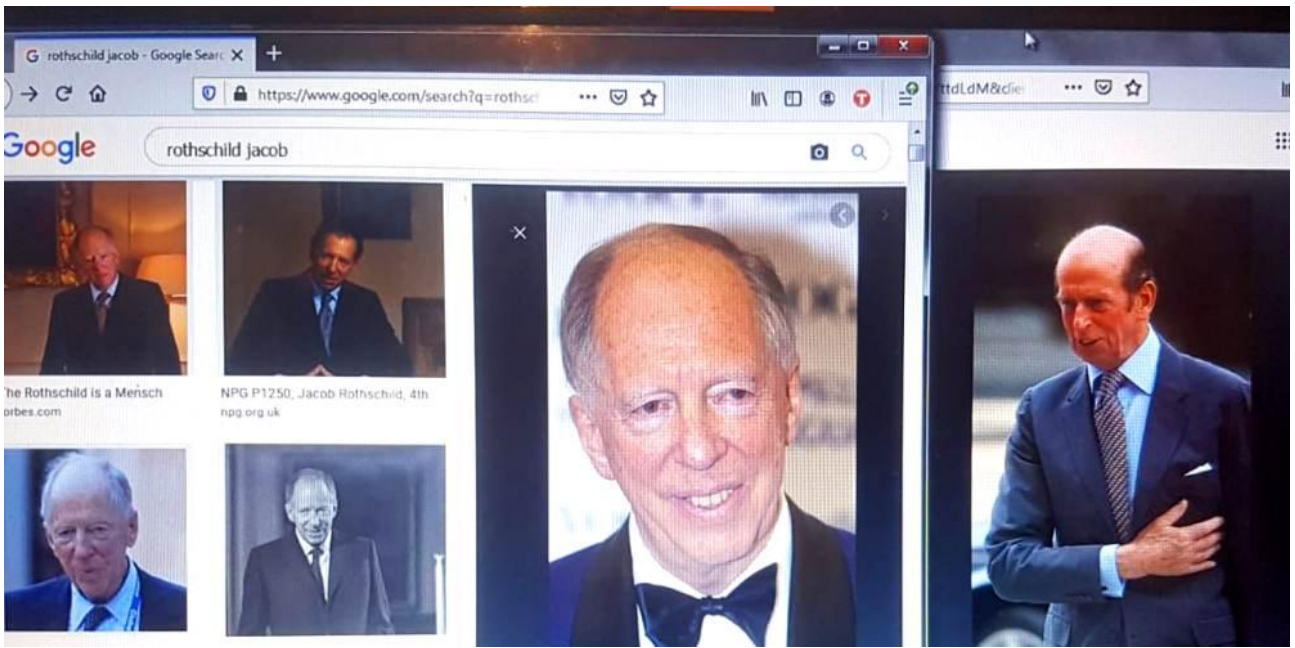 G rothschild jacob - Google Searc
https://www.google.com/search?q=rothscl
ttdLdM&clie
Google
rothschild jacob
The Rothschild is a Mensch
orbes.com
NPG P1250, Jacob Rothschild, 4th
npg.org.uk